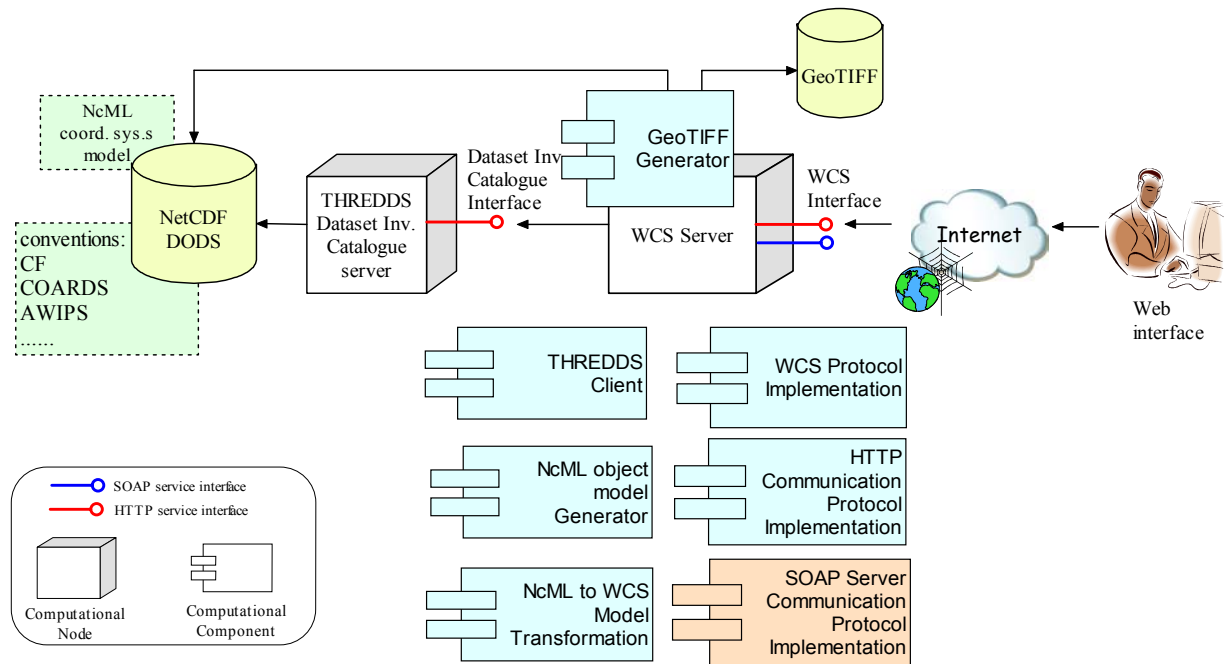 GeoTIFF
NcML
coord. sys.s
model
GeoTIFF
Generator
Dataset Inv.
Catalogue
Interface
WCS
Interface
NetCDF
DODS
THREDDS
Dataset Inv.
Catalogue
server
WCS Server
Internet
conventions:
CF
COARDS
AWIPS
......
Web
interface
THREDDS
Client
WCS Protocol
Implementation
NcML object
model
Generator
HTTP
Communication
Protocol
Implementation
NcML to WCS
Model
Transformation
SOAP Server
Communication
Protocol
Implementation
SOAP service interface
HTTP service interface
Computational
Node
Computational
Component